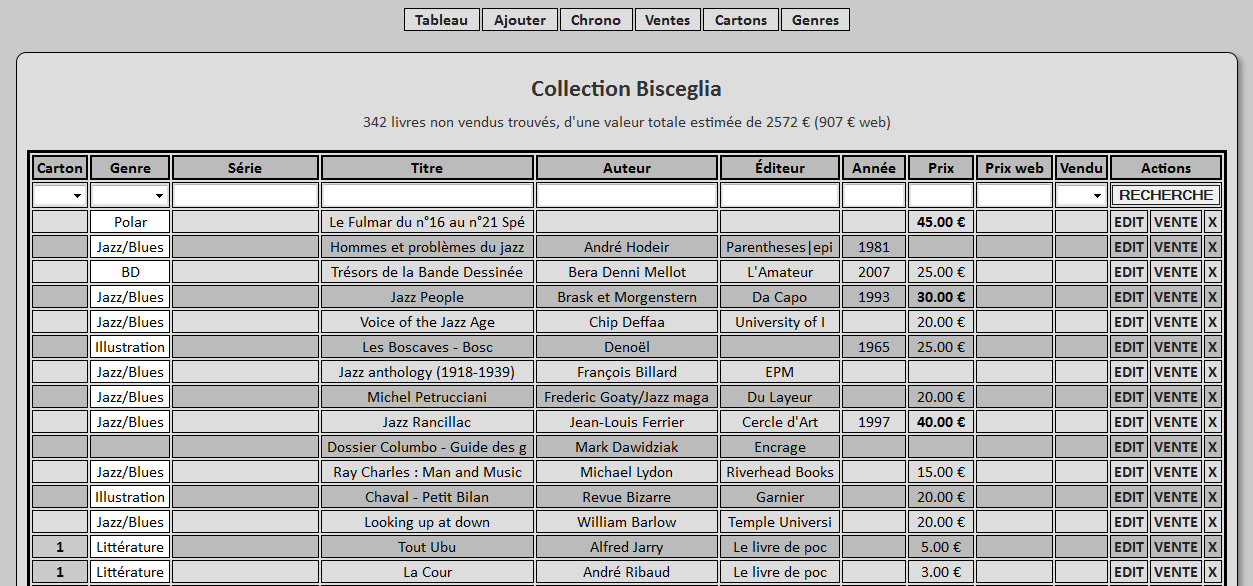 Tableau Ajouter Chrono Ventes Cartons Genres
Collection Bisceglia
342 livres non vendus trouvés, d'une valeur totale estimée de 2572 € (907 € web)
Carton Genre Série Titre Auteur Éditeur Année Prix Prix web Vendu Actions
RECHERCHE
Polar Le Fulmar du n°16 au n°21 Spé 45.00 € EDIT VENTE X
Jazz/Blues Hommes et problèmes du jazz André Hodeir Parentheses|epi 1981 EDIT VENTE X
BD Trésors de la Bande Dessinée Bera Denni Mellot L'Amateur 2007 25.00 € EDIT VENTE X
Jazz/Blues Jazz People Brask et Morgenstern Da Capo 1993 30.00 € EDIT VENTE X
Jazz/Blues Voice of the Jazz Age Chip Deffaa University of I 20.00 € EDIT VENTE X
Illustration Les Boscaves - Bosc Denoël 1965 25.00 € EDIT VENTE X
Jazz/Blues Jazz anthology (1918-1939) François Billard EPM EDIT VENTE X
Jazz/Blues Michel Petrucciani Frederic Goaty/Jazz maga Du Layeur 20.00 € EDIT VENTE X
Jazz/Blues Jazz Rancillac Jean-Louis Ferrier Cercle d'Art 1997 40.00 € EDIT VENTE X
Dossier Columbo - Guide des g Mark Dawidziak Encrage EDIT VENTE X
Jazz/Blues Ray Charles : Man and Music Michael Lydon Riverhead Books 15.00 € EDIT VENTE X
Illustration Chaval - Petit Bilan Revue Bizarre Garnier 20.00 € EDIT VENTE X
Jazz/Blues Looking up at down William Barlow Temple Universi 20.00 € EDIT VENTE X
1 Littérature Tout Ubu Alfred Jarry Le livre de poc 5.00 € EDIT VENTE X
1 Littérature La Cour André Ribaud Le livre de poc 3.00 € EDIT VENTE X